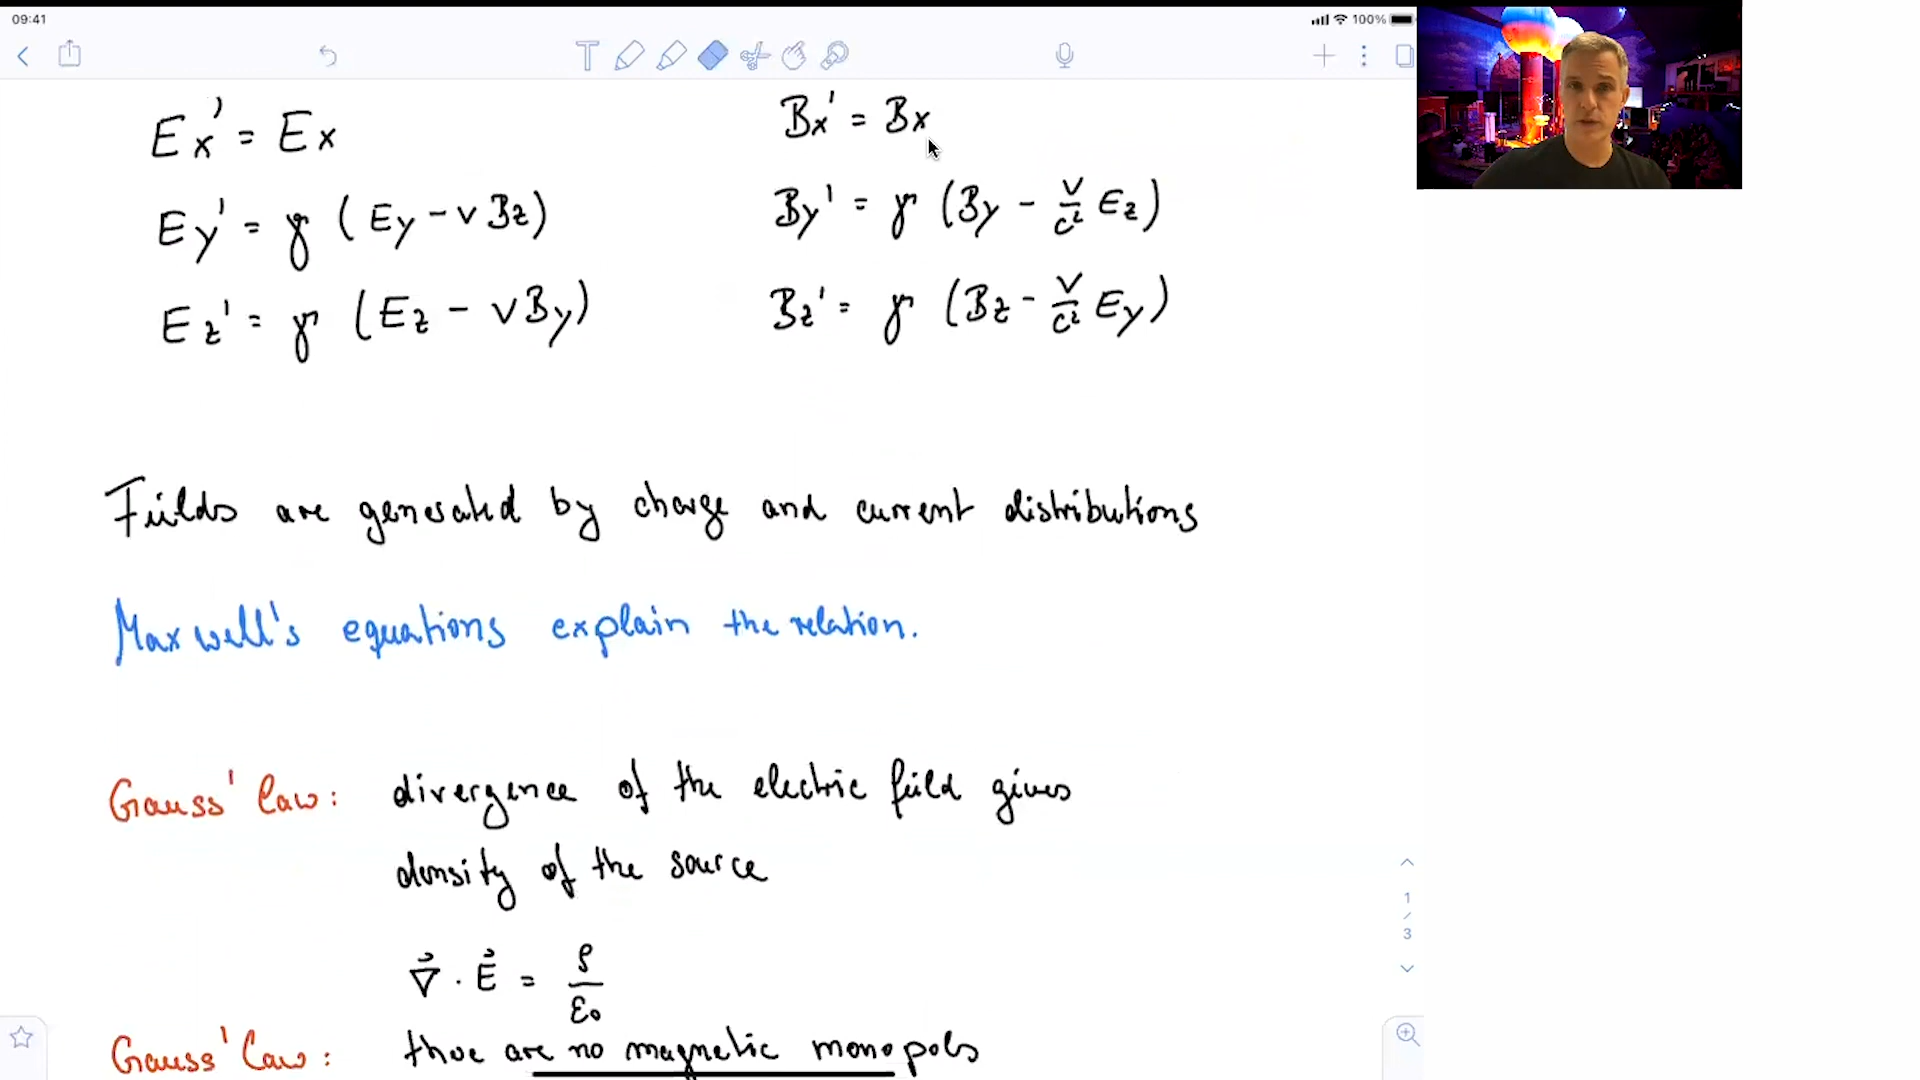 09:41
100%
Ex' = Ex
Bx' = Bx
Ey' = γ (Ey - v Bz)
By' = γ (By - v/c² Ez)
Ez' = γ (Ez - v By)
Bz' = γ (Bz - v/c² Ey)
Fields are generated by charge and current distributions
Maxwell's equations explain the relation.
Gauss' law: divergence of the electric field gives
density of the source
∇⃗ · E⃗ = ρ/ε₀
Gauss' law: there are no magnetic monopols
1
/
3